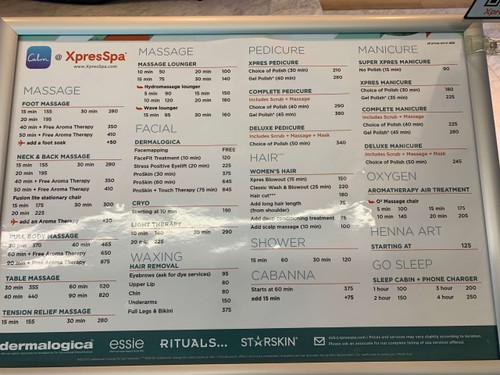 Calm @ XpresSpa
www.XpresSpa.com
MASSAGE
FOOT MASSAGE
15 min 155 30 min 280
20 min 195
40 min + Free Aroma Therapy 350
50 min + Free Aroma Therapy 450
add a foot soak +50
NECK & BACK MASSAGE
15 min 155 30 min 280
20 min 195
40 min + Free Aroma Therapy 350
50 min + Free Aroma Therapy 410
Fusion lite stationary chair
15 min 175 30 min 300
20 min 225
add an Aroma Therapy +30
FULL BODY MASSAGE
30 min 370 40 min 465
60 min + Free Aroma Therapy 650
90 min + Free Aroma Therapy 875
TABLE MASSAGE
30 min 355 60 min 620
40 min 440 90 min 820
TENSION RELIEF MASSAGE
15 min 155 30 min 280
MASSAGE
MASSAGE LOUNGER
10 min 50 20 min 100
15 min 75 30 min 140
Hydromassage lounger
5 min 90 15 min 150
10 min 120 20 min 180
Wave lounger
15 min 95 30 min 160
FACIAL
DERMALOGICA
Facemapping FREE
FaceFit Treatment (10 min) 120
Stress Positive Eyelift (20 min) 225
ProSkin (30 min) 375
ProSkin (60 min) 645
ProSkin + Touch Therapy (75 min) 845
CRYO
Starting at 10 min 190
LIGHT THERAPY
10 min 160 30 min 290
20 min 225
WAXING
HAIR REMOVAL
Eyebrows (ask for dye services) 95
Upper Lip 80
Chin 80
Underarms 150
Full Legs & Bikini 375
PEDICURE
XPRES PEDICURE
Choice of Polish (30 min) 210
Gel Polish* (35 min) 280
COMPLETE PEDICURE
Includes Scrub + Massage
Choice of Polish (40 min) 290
Gel Polish* (45 min) 380
DELUXE PEDICURE
Includes Scrub + Massage + Mask
Choice of Polish (50 min) 340
HAIR
WOMEN'S HAIR
Xpres Blowout (15 min) 150
Classic Wash & Blowout (25 min) 220
Hair cut*** 180
Add long hair length 75
(from shoulder)
Add deep conditioning treatment 75
Add scalp massage (10 min) 100
SHOWER
15 min 60 30 min 120
CABANNA
Starts at 60 min 375
add 15 min +75
MANICURE
SUPER XPRES MANICURE
No Polish (15 min) 90
XPRES MANICURE
Choice of Polish (30 min) 180
Gel Polish* (35 min) 225
COMPLETE MANICURE
Includes Scrub + Massage
Choice of Polish (40 min) 225
Gel Polish* (45 min) 285
DELUXE MANICURE
Includes Scrub + Massage + Mask
Choice of Polish (50 min) 245
OXYGEN
AROMATHERAPY AIR TREATMENT
O² Massage chair
5 min 100 15 min 175
10 min 145 20 min 205
HENNA ART
STARTING AT 125
GO SLEEP
SLEEP CABIN + PHONE CHARGER
1 hour 100 3 hour 200
2 hour 150 4 hour 250
dermalogica essie RITUALS... STARSKIN